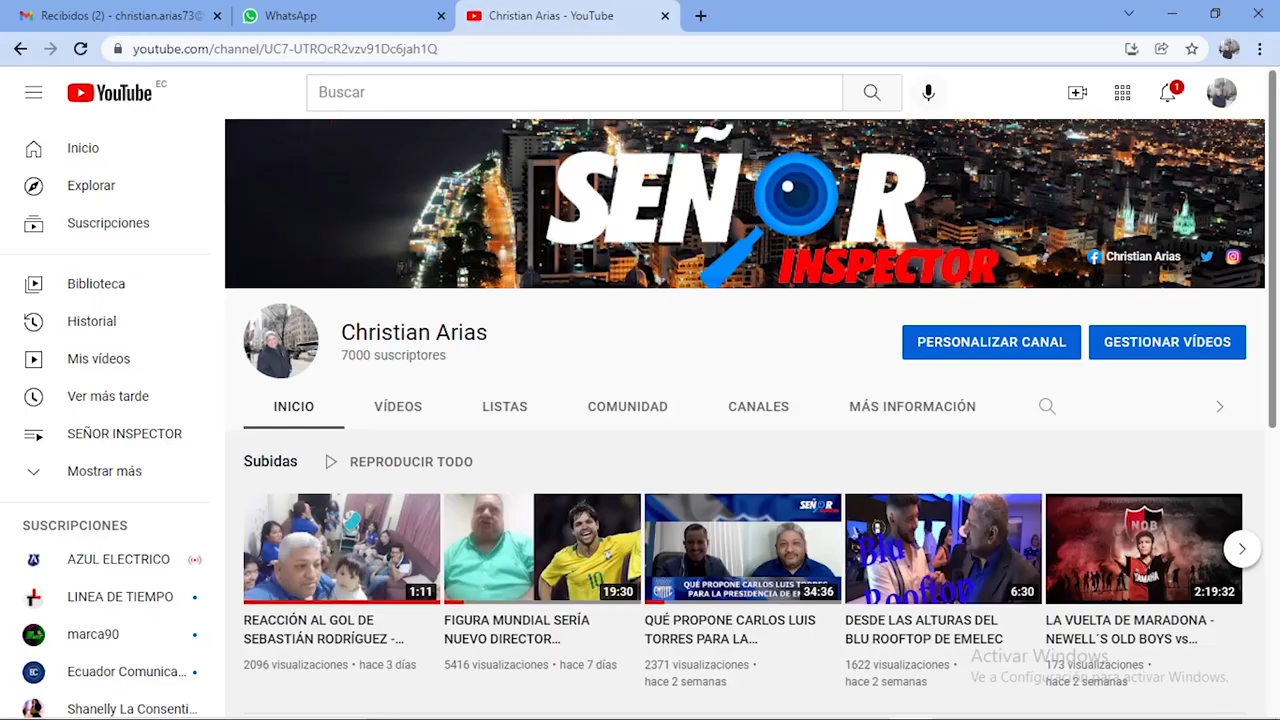 Recibidos (2) - christian.arias73@
WhatsApp
Christian Arias - YouTube
youtube.com/channel/UC7-UTROcR2vzv91Dc6jah1Q
YouTube EC
Buscar
1
Inicio
Explorar
Suscripciones
Biblioteca
Historial
Mis vídeos
Ver más tarde
SEÑOR INSPECTOR
Mostrar más
SUSCRIPCIONES
AZUL ELECTRICO
LINEA DE TIEMPO
marca90
Ecuador Comunica...
Shanelly La Consenti...
SEÑOR
INSPECTOR
Christian Arias
Christian Arias
7000 suscriptores
PERSONALIZAR CANAL
GESTIONAR VÍDEOS
INICIO
VÍDEOS
LISTAS
COMUNIDAD
CANALES
MÁS INFORMACIÓN
Subidas
REPRODUCIR TODO
1:11
REACCIÓN AL GOL DE
SEBASTIÁN RODRÍGUEZ -...
2096 visualizaciones • hace 3 días
10
19:30
FIGURA MUNDIAL SERÍA
NUEVO DIRECTOR...
5416 visualizaciones • hace 7 días
SEÑOR
INSPECTOR
QUÉ PROPONE CARLOS LUIS TORRES
PARA LA PRESIDENCIA DE EM
34:36
QUÉ PROPONE CARLOS LUIS
TORRES PARA LA...
2371 visualizaciones •
hace 2 semanas
Blu
Rooftop
6:30
DESDE LAS ALTURAS DEL
BLU ROOFTOP DE EMELEC
1622 visualizaciones •
hace 2 semanas
NOB
YAMAHA
2:19:32
LA VUELTA DE MARADONA -
NEWELL´S OLD BOYS vs...
173 visualizaciones •
hace 2 semanas
Activar Windows
Ve a Configuración para activar Windows.